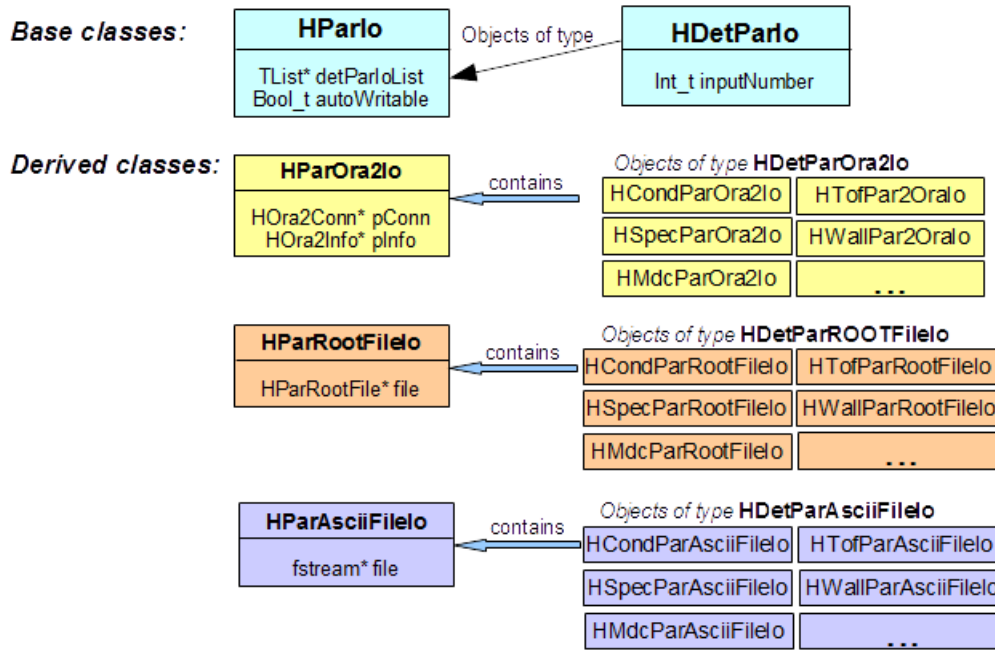 Base classes:
HParIo
TList* detParIoList
Bool_t autoWritable
Objects of type
HDetParIo
Int_t inputNumber
Derived classes:
HParOra2Io
HOra2Conn* pConn
HOra2Info* pInfo
contains
Objects of type HDetParOra2Io
HCondParOra2Io
HTofPar2OraIo
HSpecParOra2Io
HWallPar2OraIo
HMdcParOra2Io
...
HParRootFileIo
HParRootFile* file
contains
Objects of type HDetParROOTFileIo
HCondParRootFileIo
HTofParRootFileIo
HSpecParRootFileIo
HWallParRootFileIo
HMdcParRootFileIo
...
HParAsciiFileIo
fstream* file
contains
Objects of type HDetParAsciiFileIo
HCondParAsciiFileIo
HTofParAsciiFileIo
HSpecParAsciiFileIo
HWallParAsciiFileIo
HMdcParAsciiFileIo
...